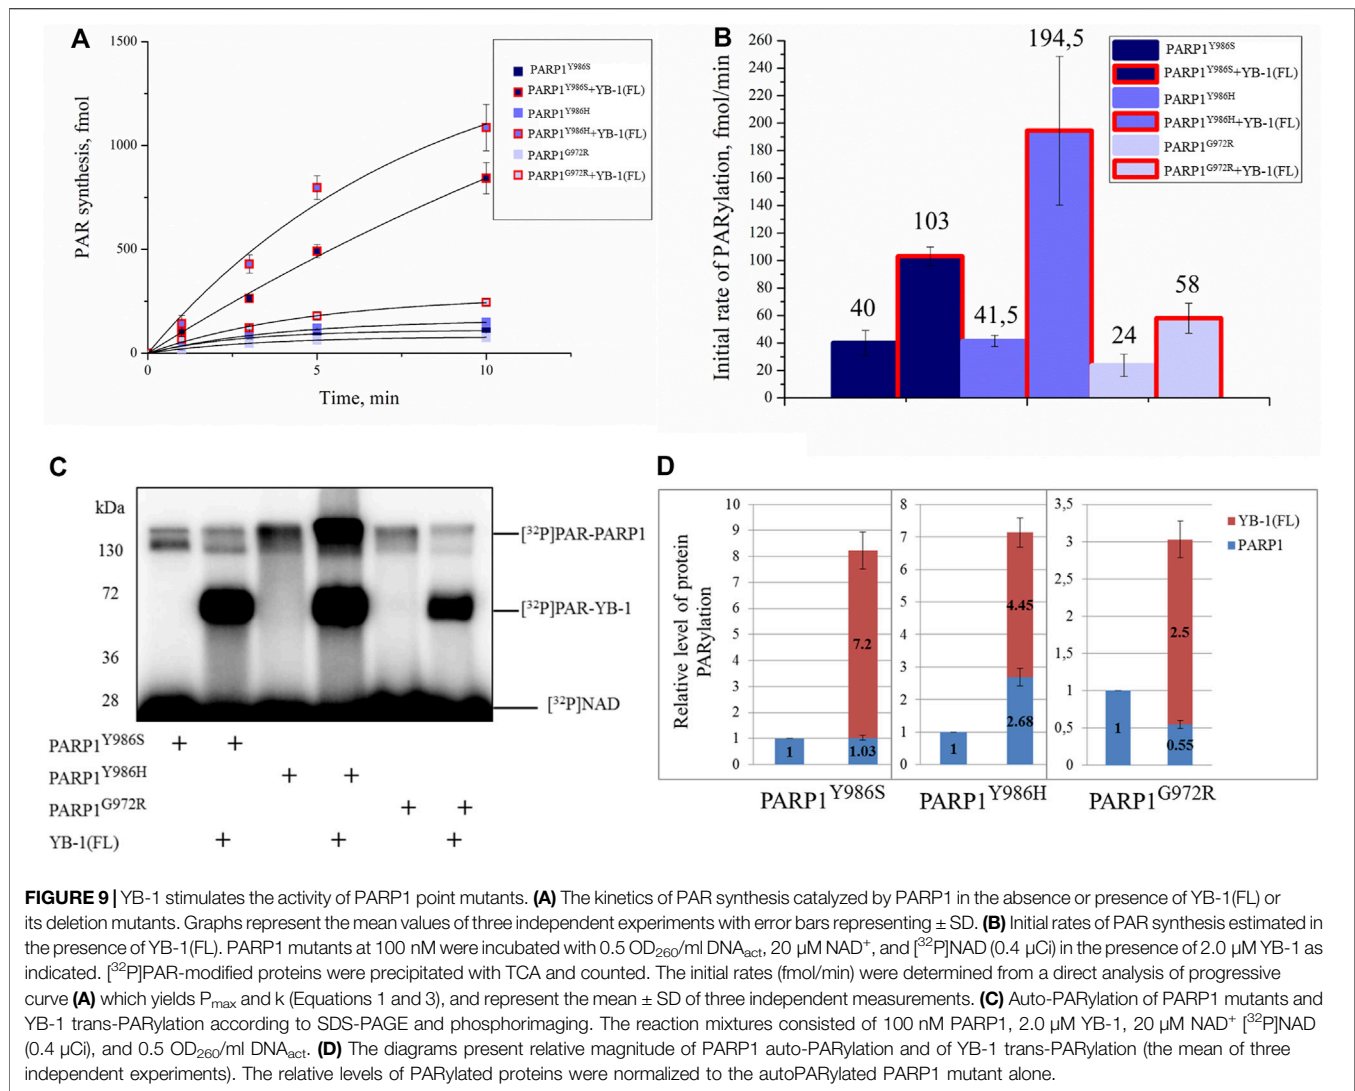 A
1500
1000
500
0
0
5
10
PAR synthesis, fmol
Time, min
PARP1Y986S
PARP1Y986S+YB-1(FL)
PARP1Y986H
PARP1Y986H+YB-1(FL)
PARP1G972R
PARP1G972R+YB-1(FL)
B
260
240
220
200
180
160
140
120
100
80
60
40
20
0
Initial rate of PARylation, fmol/min
40
103
41,5
194,5
24
58
PARP1Y986S
PARP1Y986S+YB-1(FL)
PARP1Y986H
PARP1Y986H+YB-1(FL)
PARP1G972R
PARP1G972R+YB-1(FL)
C
kDa
130
72
36
28
[32P]PAR-PARP1
[32P]PAR-YB-1
[32P]NAD
PARP1Y986S + +
PARP1Y986H + +
PARP1G972R + +
YB-1(FL) + + +
D
Relative level of protein
PARylation
10
9
8
7
6
5
4
3
2
1
0
1
7.2
1.03
PARP1Y986S
8
7
6
5
4
3
2
1
0
1
4.45
2.68
PARP1Y986H
3,5
3
2,5
2
1,5
1
0,5
0
1
2.5
0.55
PARP1G972R
YB-1(FL)
PARP1
FIGURE 9 | YB-1 stimulates the activity of PARP1 point mutants. (A) The kinetics of PAR synthesis catalyzed by PARP1 in the absence or presence of YB-1(FL) or
its deletion mutants. Graphs represent the mean values of three independent experiments with error bars representing ± SD. (B) Initial rates of PAR synthesis estimated in
the presence of YB-1(FL). PARP1 mutants at 100 nM were incubated with 0.5 OD260/ml DNAact, 20 µM NAD+, and [32P]NAD (0.4 µCi) in the presence of 2.0 µM YB-1 as
indicated. [32P]PAR-modified proteins were precipitated with TCA and counted. The initial rates (fmol/min) were determined from a direct analysis of progressive
curve (A) which yields Pmax and k (Equations 1 and 3), and represent the mean ± SD of three independent measurements. (C) Auto-PARylation of PARP1 mutants and
YB-1 trans-PARylation according to SDS-PAGE and phosphorimaging. The reaction mixtures consisted of 100 nM PARP1, 2.0 µM YB-1, 20 µM NAD+ [32P]NAD
(0.4 µCi), and 0.5 OD260/ml DNAact. (D) The diagrams present relative magnitude of PARP1 auto-PARylation and of YB-1 trans-PARylation (the mean of three
independent experiments). The relative levels of PARylated proteins were normalized to the autoPARylated PARP1 mutant alone.